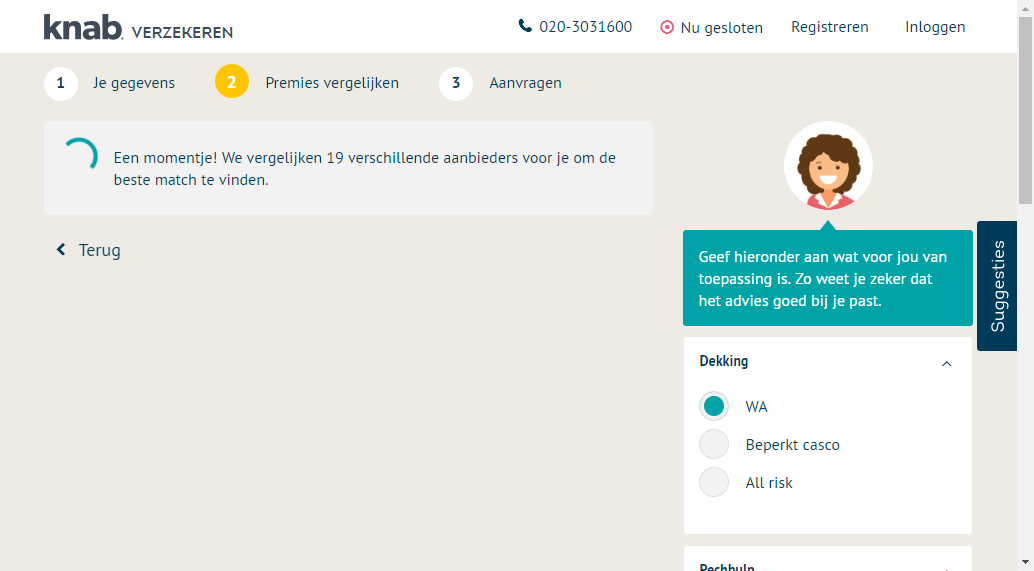 knab. VERZEKEREN
020-3031600
Nu gesloten
Registreren
Inloggen
1 Je gegevens
2 Premies vergelijken
3 Aanvragen
Een momentje! We vergelijken 19 verschillende aanbieders voor je om de
beste match te vinden.
Terug
Geef hieronder aan wat voor jou van
toepassing is. Zo weet je zeker dat
het advies goed bij je past.
Suggesties
Dekking
WA
Beperkt casco
All risk
Pechhulp